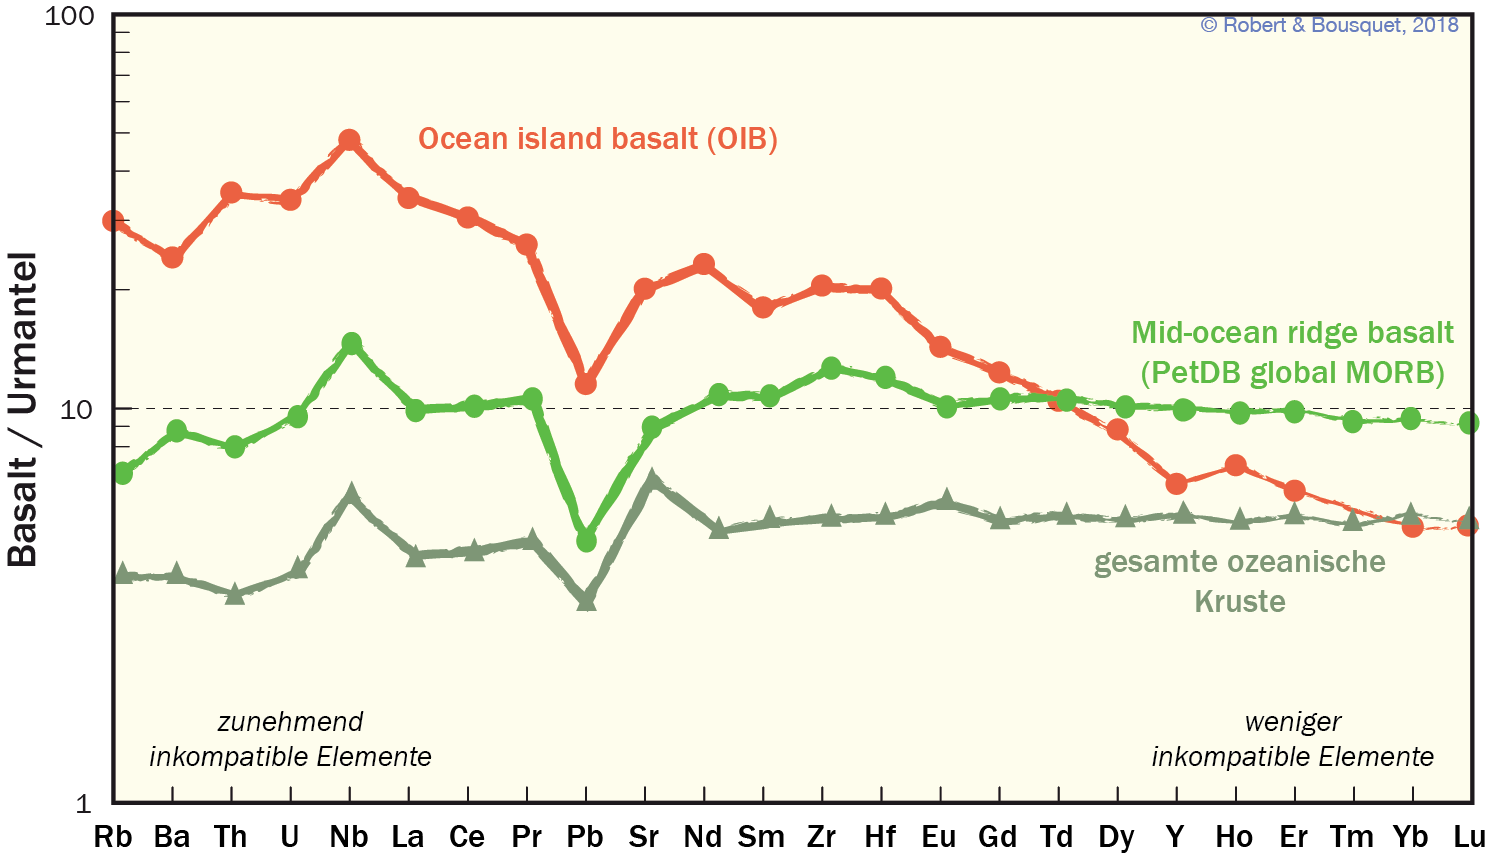 100
© Robert & Bousquet, 2018
Ocean island basalt (OIB)
Mid-ocean ridge basalt
(PetDB global MORB)
10
Basalt / Urmantel
gesamte ozeanische
Kruste
zunehmend
inkompatible Elemente
weniger
inkompatible Elemente
1
Rb Ba Th U Nb La Ce Pr Pb Sr Nd Sm Zr Hf Eu Gd Td Dy Y Ho Er Tm Yb Lu